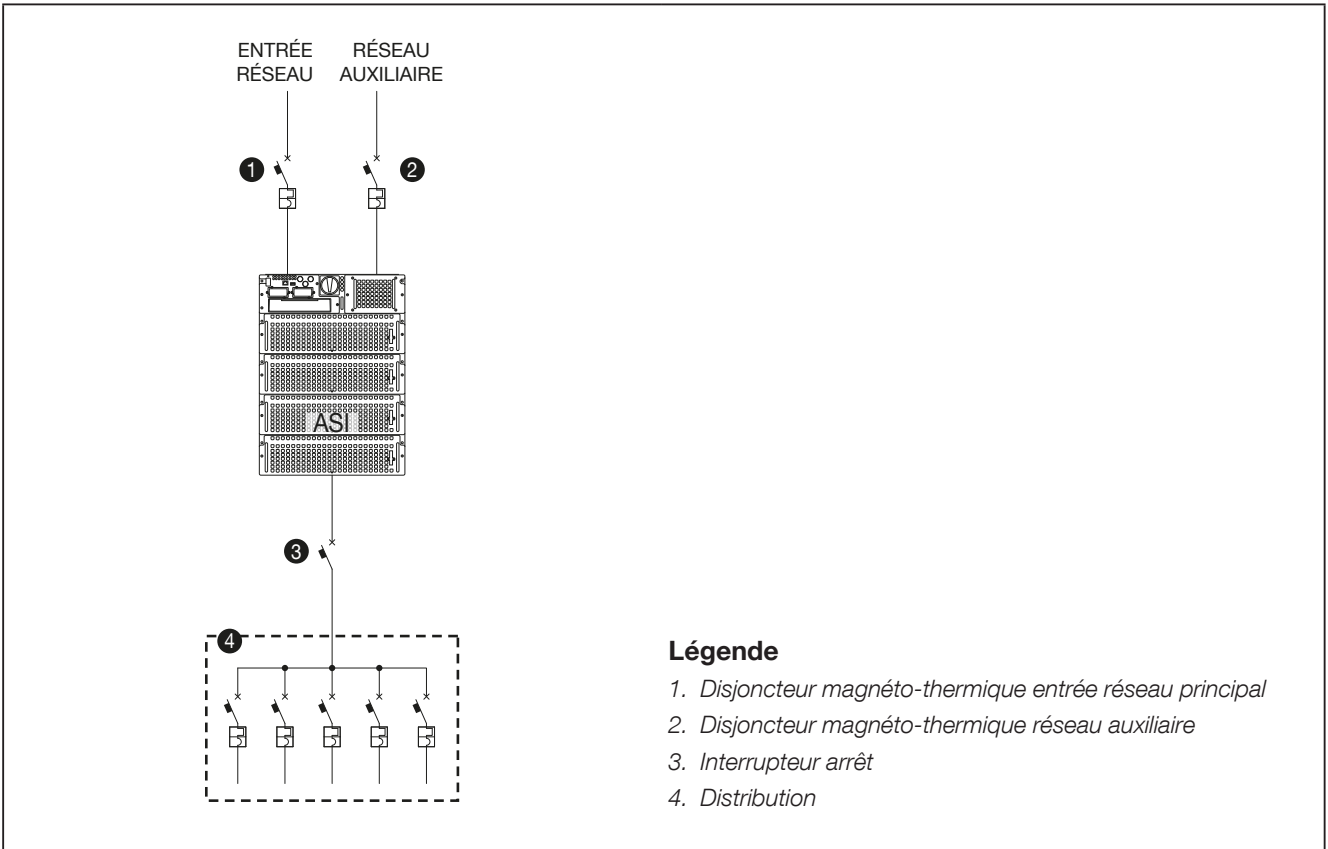 ENTRÉE
RÉSEAU
RÉSEAU
AUXILIAIRE
1
2
ASI
3
4
Légende
1. Disjoncteur magnéto-thermique entrée réseau principal
2. Disjoncteur magnéto-thermique réseau auxiliaire
3. Interrupteur arrêt
4. Distribution